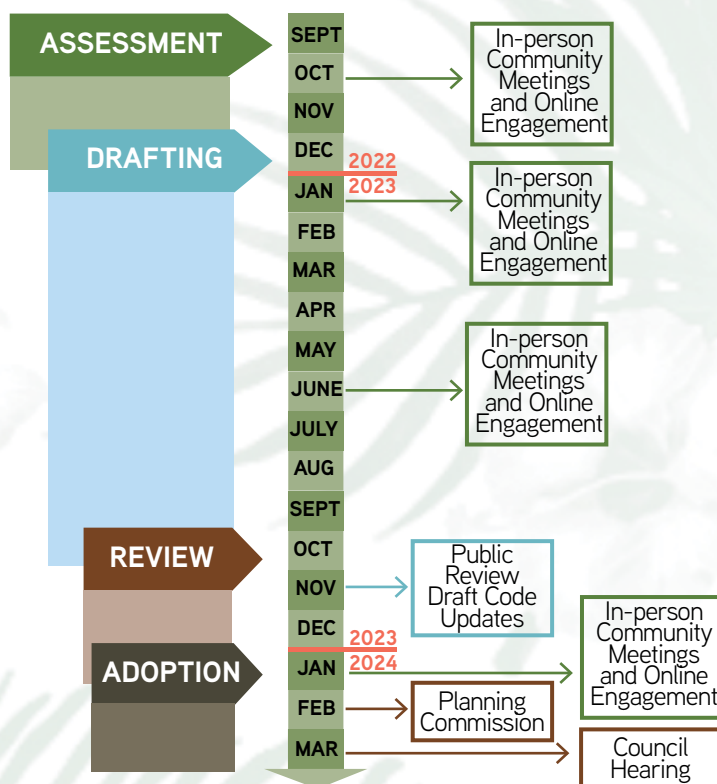 ASSESSMENT
DRAFTING
REVIEW
ADOPTION
SEPT
OCT
NOV
DEC
2022
2023
JAN
FEB
MAR
APR
MAY
JUNE
JULY
AUG
SEPT
OCT
NOV
DEC
2023
2024
JAN
FEB
MAR
In-person
Community
Meetings
and Online
Engagement
In-person
Community
Meetings
and Online
Engagement
In-person
Community
Meetings
and Online
Engagement
Public
Review
Draft Code
Updates
In-person
Community
Meetings
and Online
Engagement
Planning
Commission
Council
Hearing